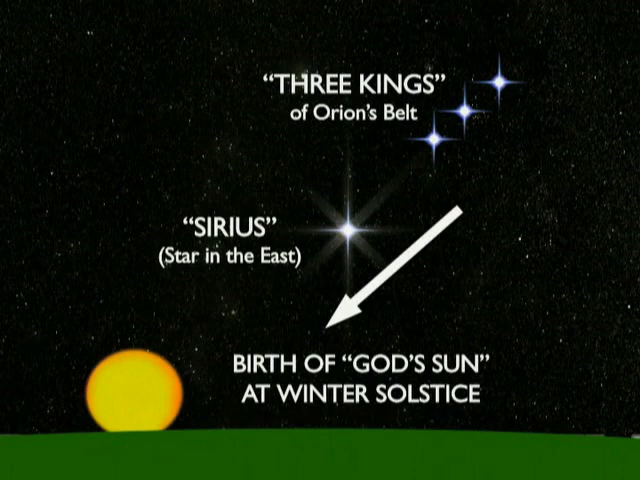 “THREE KINGS”
of Orion’s Belt
“SIRIUS”
(Star in the East)
BIRTH OF “GOD’S SUN”
AT WINTER SOLSTICE